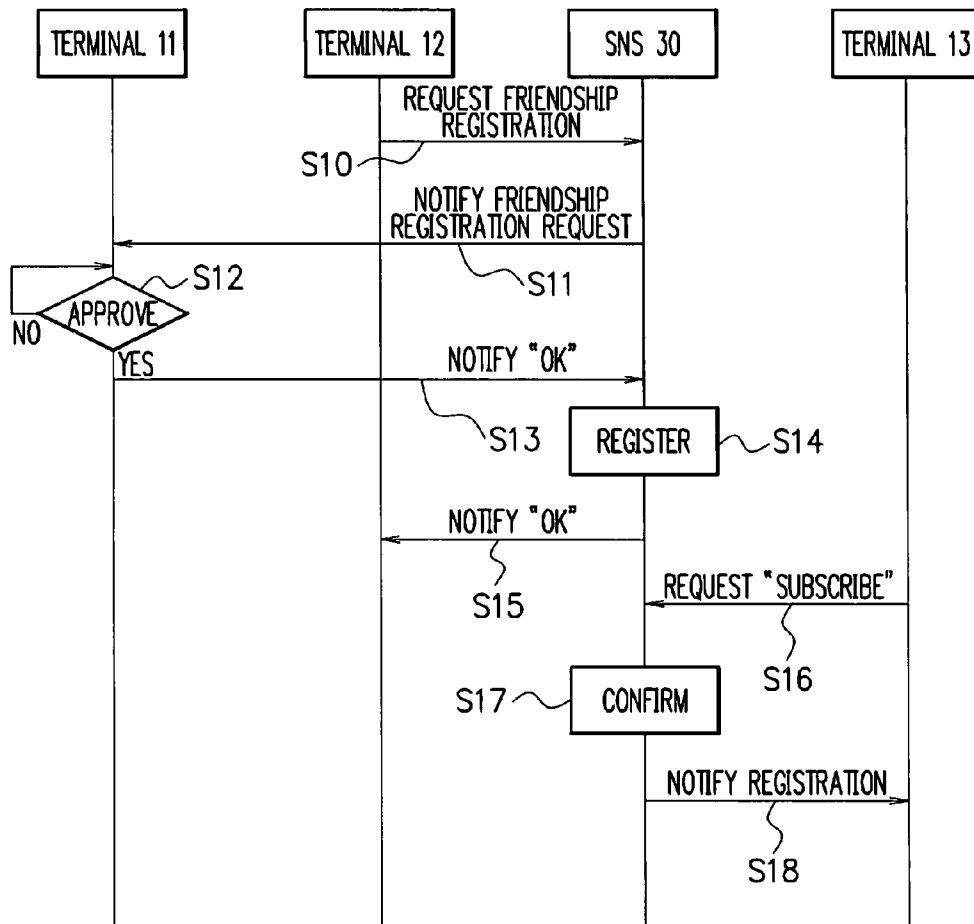 TERMINAL 11
TERMINAL 12
SNS 30
TERMINAL 13
REQUEST FRIENDSHIP
REGISTRATION
S10
NOTIFY FRIENDSHIP
REGISTRATION REQUEST
S11
S12
APPROVE
NO
YES
NOTIFY "OK"
S13
REGISTER
S14
NOTIFY "OK"
S15
REQUEST "SUBSCRIBE"
S16
S17
CONFIRM
NOTIFY REGISTRATION
S18